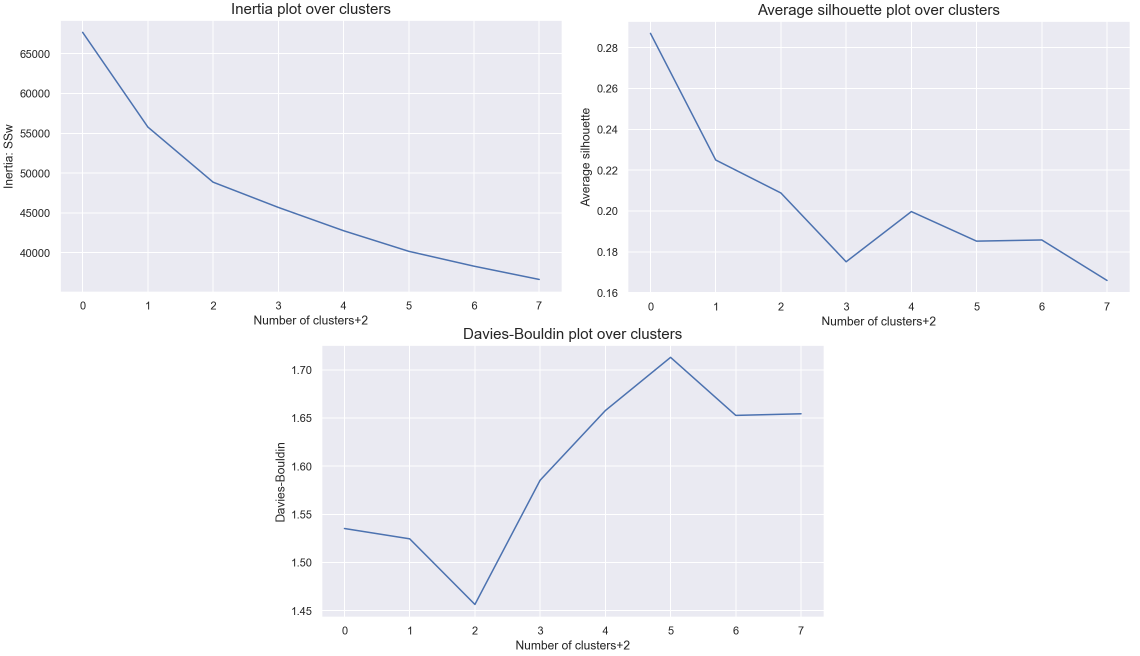 Inertia plot over clusters
Inertia: SSw
65000
60000
55000
50000
45000
40000
0 1 2 3 4 5 6 7
Number of clusters+2
Average silhouette plot over clusters
Average silhouette
0.28
0.26
0.24
0.22
0.20
0.18
0.16
0 1 2 3 4 5 6 7
Number of clusters+2
Davies-Bouldin plot over clusters
Davies-Bouldin
1.70
1.65
1.60
1.55
1.50
1.45
0 1 2 3 4 5 6 7
Number of clusters+2